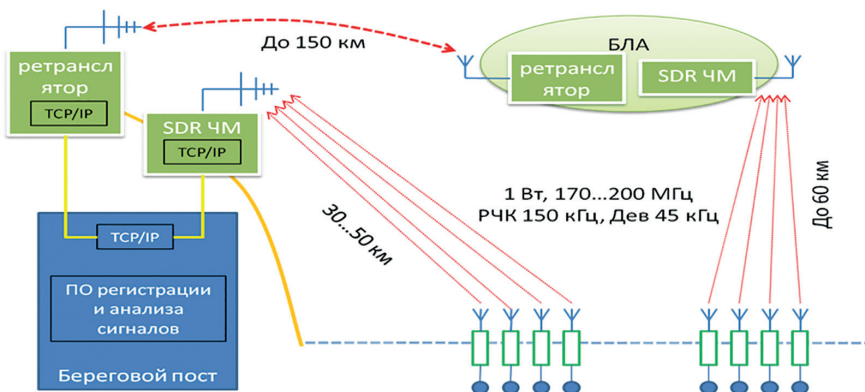 До 150 км
БЛА
ретрансл
ятор
TCP/IP
SDR ЧМ
TCP/IP
ретрансл
ятор
SDR ЧМ
30...50 км
1 Вт, 170...200 МГц
РЧК 150 кГц, Дев 45 кГц
До 60 км
TCP/IP
ПО регистрации
и анализа
сигналов
Береговой пост